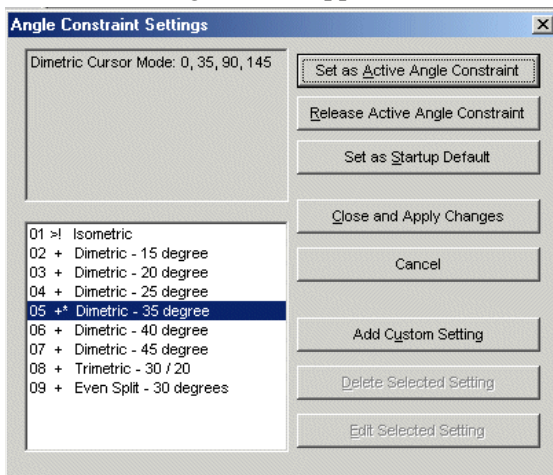 Angle Constraint Settings
Dimetric Cursor Mode: 0, 35, 90, 145
Set as Active Angle Constraint
Release Active Angle Constraint
Set as Startup Default
Close and Apply Changes
Cancel
01 >! Isometric
02 + Dimetric - 15 degree
03 + Dimetric - 20 degree
04 + Dimetric - 25 degree
05 +* Dimetric - 35 degree
06 + Dimetric - 40 degree
07 + Dimetric - 45 degree
08 + Trimetric - 30 / 20
09 + Even Split - 30 degrees
Add Custom Setting
Delete Selected Setting
Edit Selected Setting